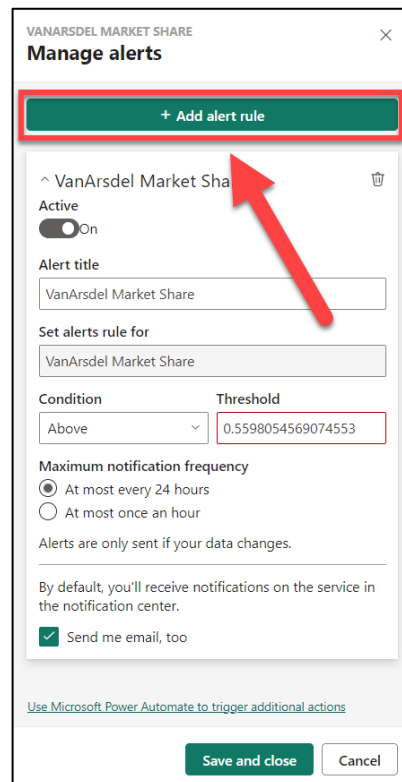 VANARSDEL MARKET SHARE
Manage alerts
+ Add alert rule
VanArsdel Market Sha
Active
On
Alert title
VanArsdel Market Share
Set alerts rule for
VanArsdel Market Share
Condition Threshold
Above 0.5598054569074553
Maximum notification frequency
At most every 24 hours
At most once an hour
Alerts are only sent if your data changes.
By default, you'll receive notifications on the service in
the notification center.
Send me email, too
Use Microsoft Power Automate to trigger additional actions
Save and close Cancel